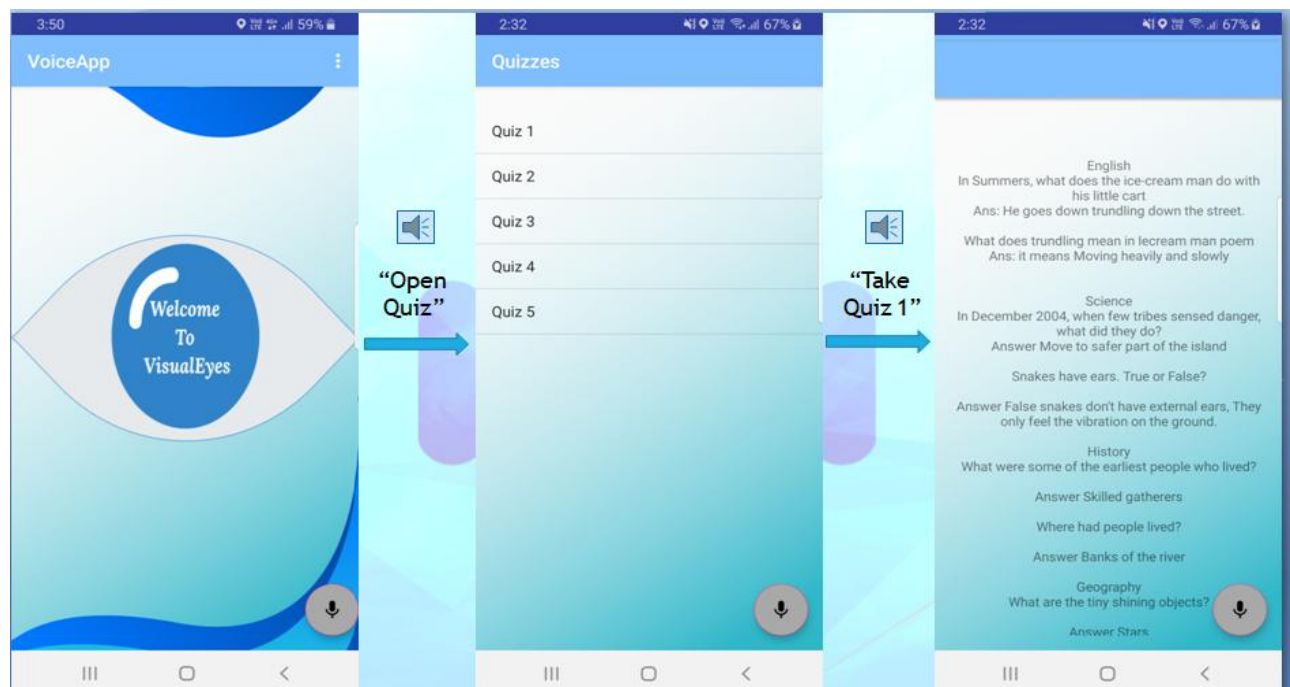 3:50
59%
VoiceApp
Welcome
To
VisualEyes
“Open
Quiz”
2:32
67%
Quizzes
Quiz 1
Quiz 2
Quiz 3
Quiz 4
Quiz 5
“Take
Quiz 1”
2:32
67%
English
In Summers, what does the ice-cream man do with
his little cart
Ans: He goes down trundling down the street.
What does trundling mean in Iecream man poem
Ans: it means Moving heavily and slowly
Science
In December 2004, when few tribes sensed danger,
what did they do?
Answer Move to safer part of the island
Snakes have ears. True or False?
Answer False snakes don't have external ears, They
only feel the vibration on the ground.
History
What were some of the earliest people who lived?
Answer Skilled gatherers
Where had people lived?
Answer Banks of the river
Geography
What are the tiny shining objects?
Answer Stars